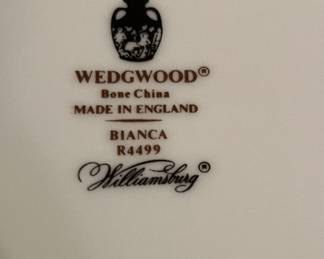 WEDGWOOD®
Bone China
MADE IN ENGLAND
BIANCA
R4499
Williamsburg®